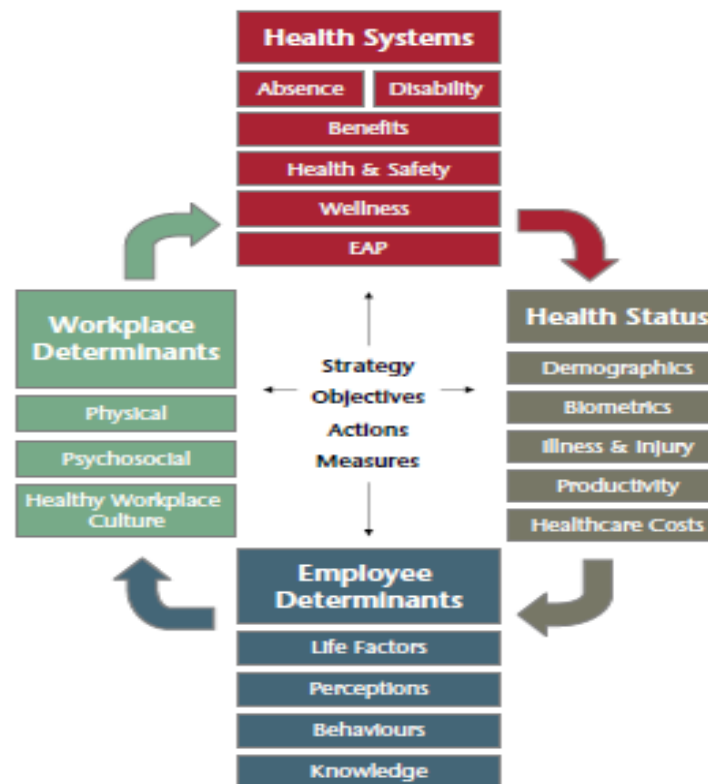 Health Systems
Absence
Disability
Benefits
Health & Safety
Wellness
EAP
Workplace
Determinants
Physical
Psychosocial
Healthy Workplace
Culture
Strategy
Objectives
Actions
Measures
Health Status
Demographics
Biometrics
Illness & Injury
Productivity
Healthcare Costs
Employee
Determinants
Life Factors
Perceptions
Behaviours
Knowledge